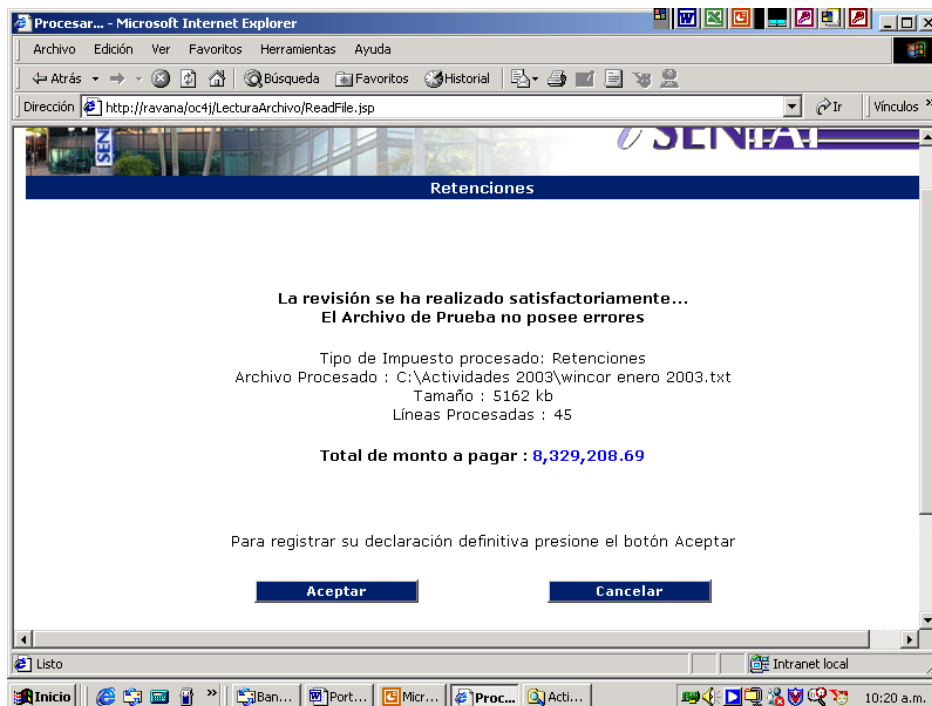 Procesar... - Microsoft Internet Explorer
Archivo Edición Ver Favoritos Herramientas Ayuda
Atrás Búsqueda Favoritos Historial
Dirección http://ravana/oc4j/LecturaArchivo/ReadFile.jsp Ir Vínculos »
SEN
Retenciones
La revisión se ha realizado satisfactoriamente...
El Archivo de Prueba no posee errores
Tipo de Impuesto procesado: Retenciones
Archivo Procesado : C:\Actividades 2003\wincor enero 2003.txt
Tamaño : 5162 kb
Líneas Procesadas : 45
Total de monto a pagar : 8,329,208.69
Para registrar su declaración definitiva presione el botón Aceptar
Aceptar Cancelar
Listo Intranet local
Inicio » Ban... Port... Micr... Proc... Acti... 10:20 a.m.